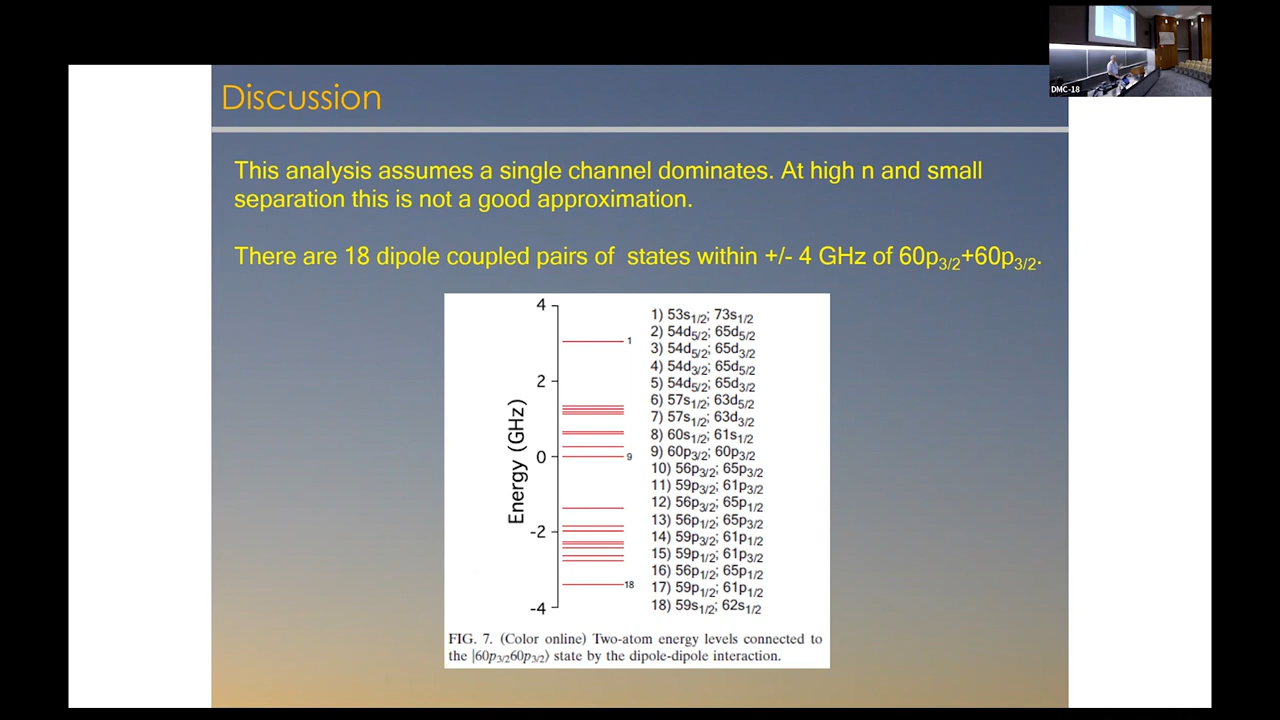 DMC-18
Discussion
This analysis assumes a single channel dominates. At high n and small
separation this is not a good approximation.
There are 18 dipole coupled pairs of  states within +/- 4 GHz of 60p3/2+60p3/2.
Energy (GHz)
4
2
0
-2
-4
1
9
18
1) 53s1/2; 73s1/2
2) 54d5/2; 65d5/2
3) 54d5/2; 65d3/2
4) 54d3/2; 65d5/2
5) 54d5/2; 65d3/2
6) 57s1/2; 63d5/2
7) 57s1/2; 63d3/2
8) 60s1/2; 61s1/2
9) 60p3/2; 60p3/2
10) 56p3/2; 65p3/2
11) 59p3/2; 61p3/2
12) 56p3/2; 65p1/2
13) 56p1/2; 65p3/2
14) 59p3/2; 61p1/2
15) 59p1/2; 61p3/2
16) 56p1/2; 65p1/2
17) 59p1/2; 61p1/2
18) 59s1/2; 62s1/2
FIG. 7. (Color online) Two-atom energy levels connected to
the |60p3/260p3/2⟩ state by the dipole-dipole interaction.